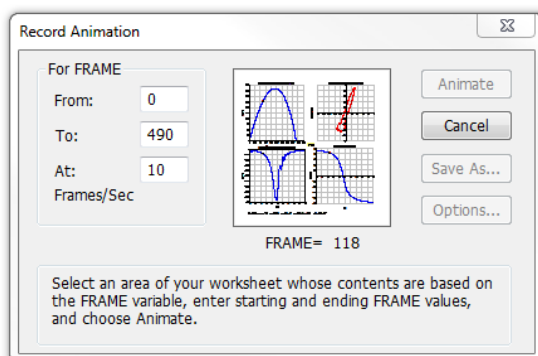 Record Animation
For FRAME
From: 0
To: 490
At: 10
Frames/Sec
Animate
Cancel
Save As...
Options...
FRAME= 118
Select an area of your worksheet whose contents are based on
the FRAME variable, enter starting and ending FRAME values,
and choose Animate.